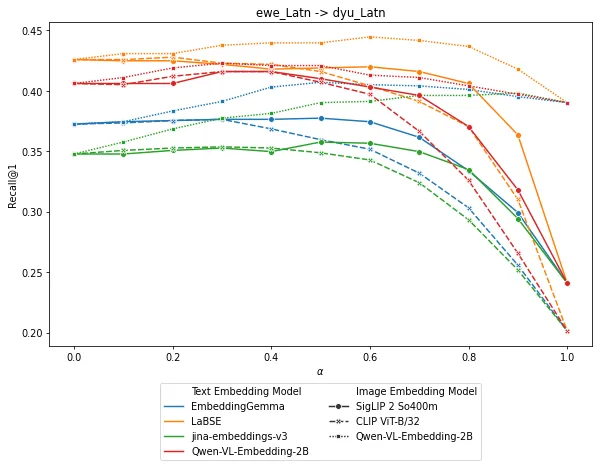 ewe_Latn -> dyu_Latn
Recall@1
0.45
0.40
0.35
0.30
0.25
0.20
0.0 0.2 0.4 0.6 0.8 1.0
α
Text Embedding Model
EmbeddingGemma
LaBSE
jina-embeddings-v3
Qwen-VL-Embedding-2B
Image Embedding Model
SigLIP 2 So400m
CLIP ViT-B/32
Qwen-VL-Embedding-2B